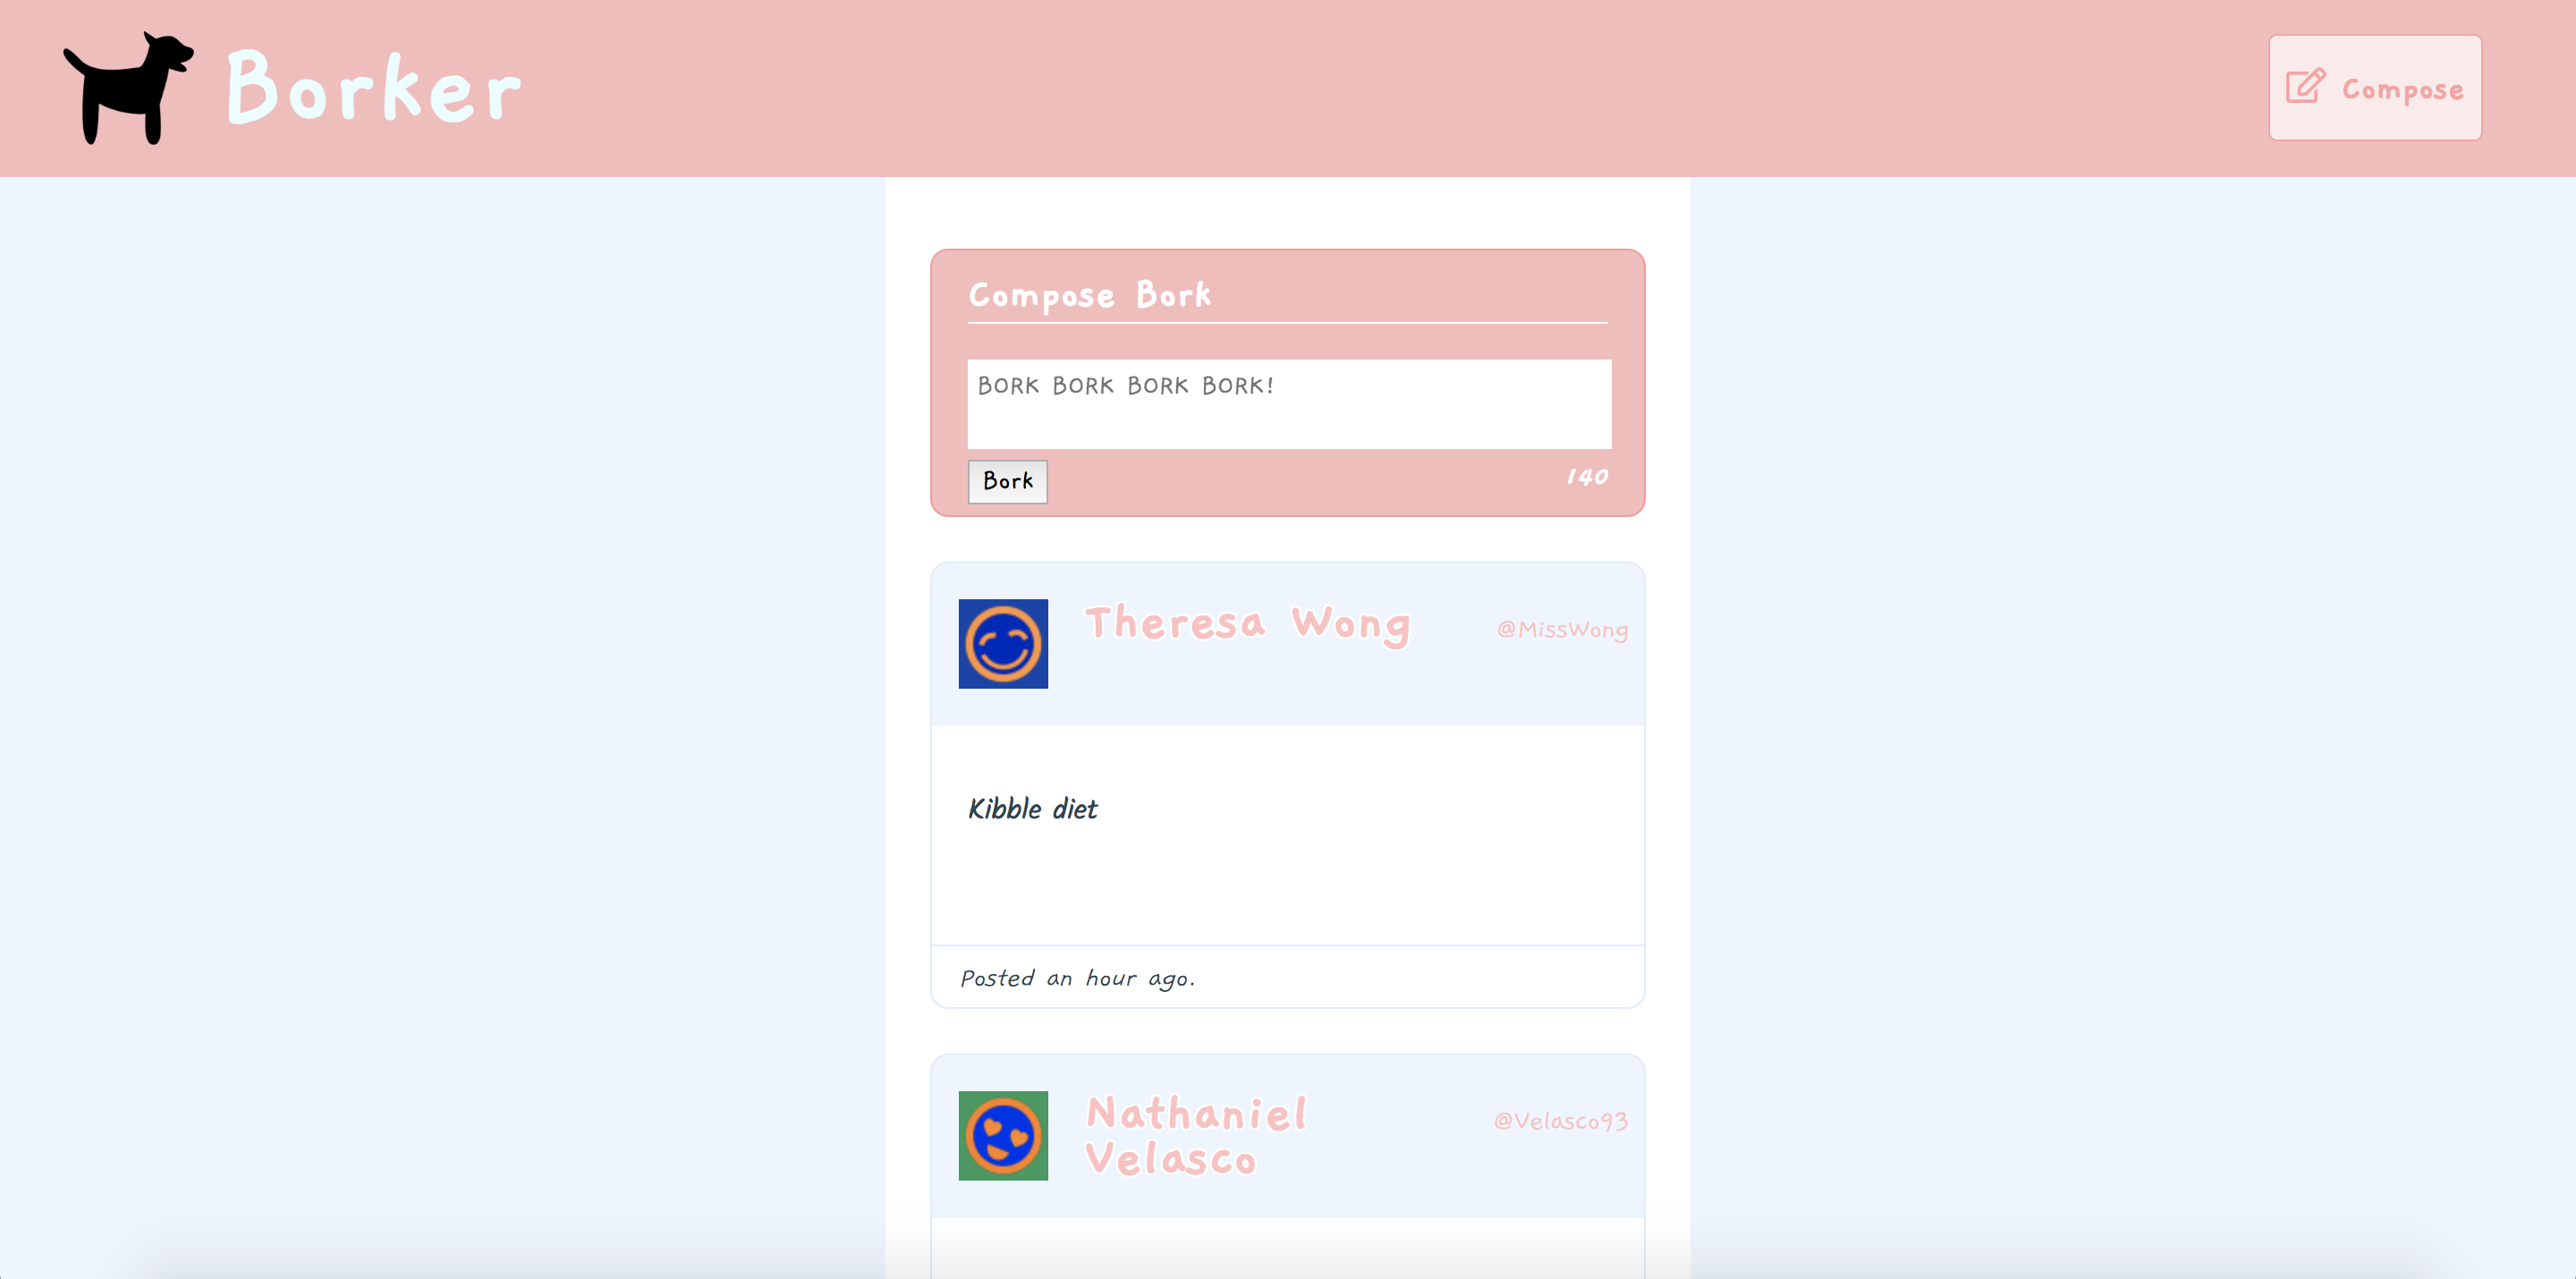 Borker
Compose
Compose Bork
BORK BORK BORK BORK!
Bork
140
Theresa Wong
@MissWong
Kibble diet
Posted an hour ago.
Nathaniel
Velasco
@Velasco93